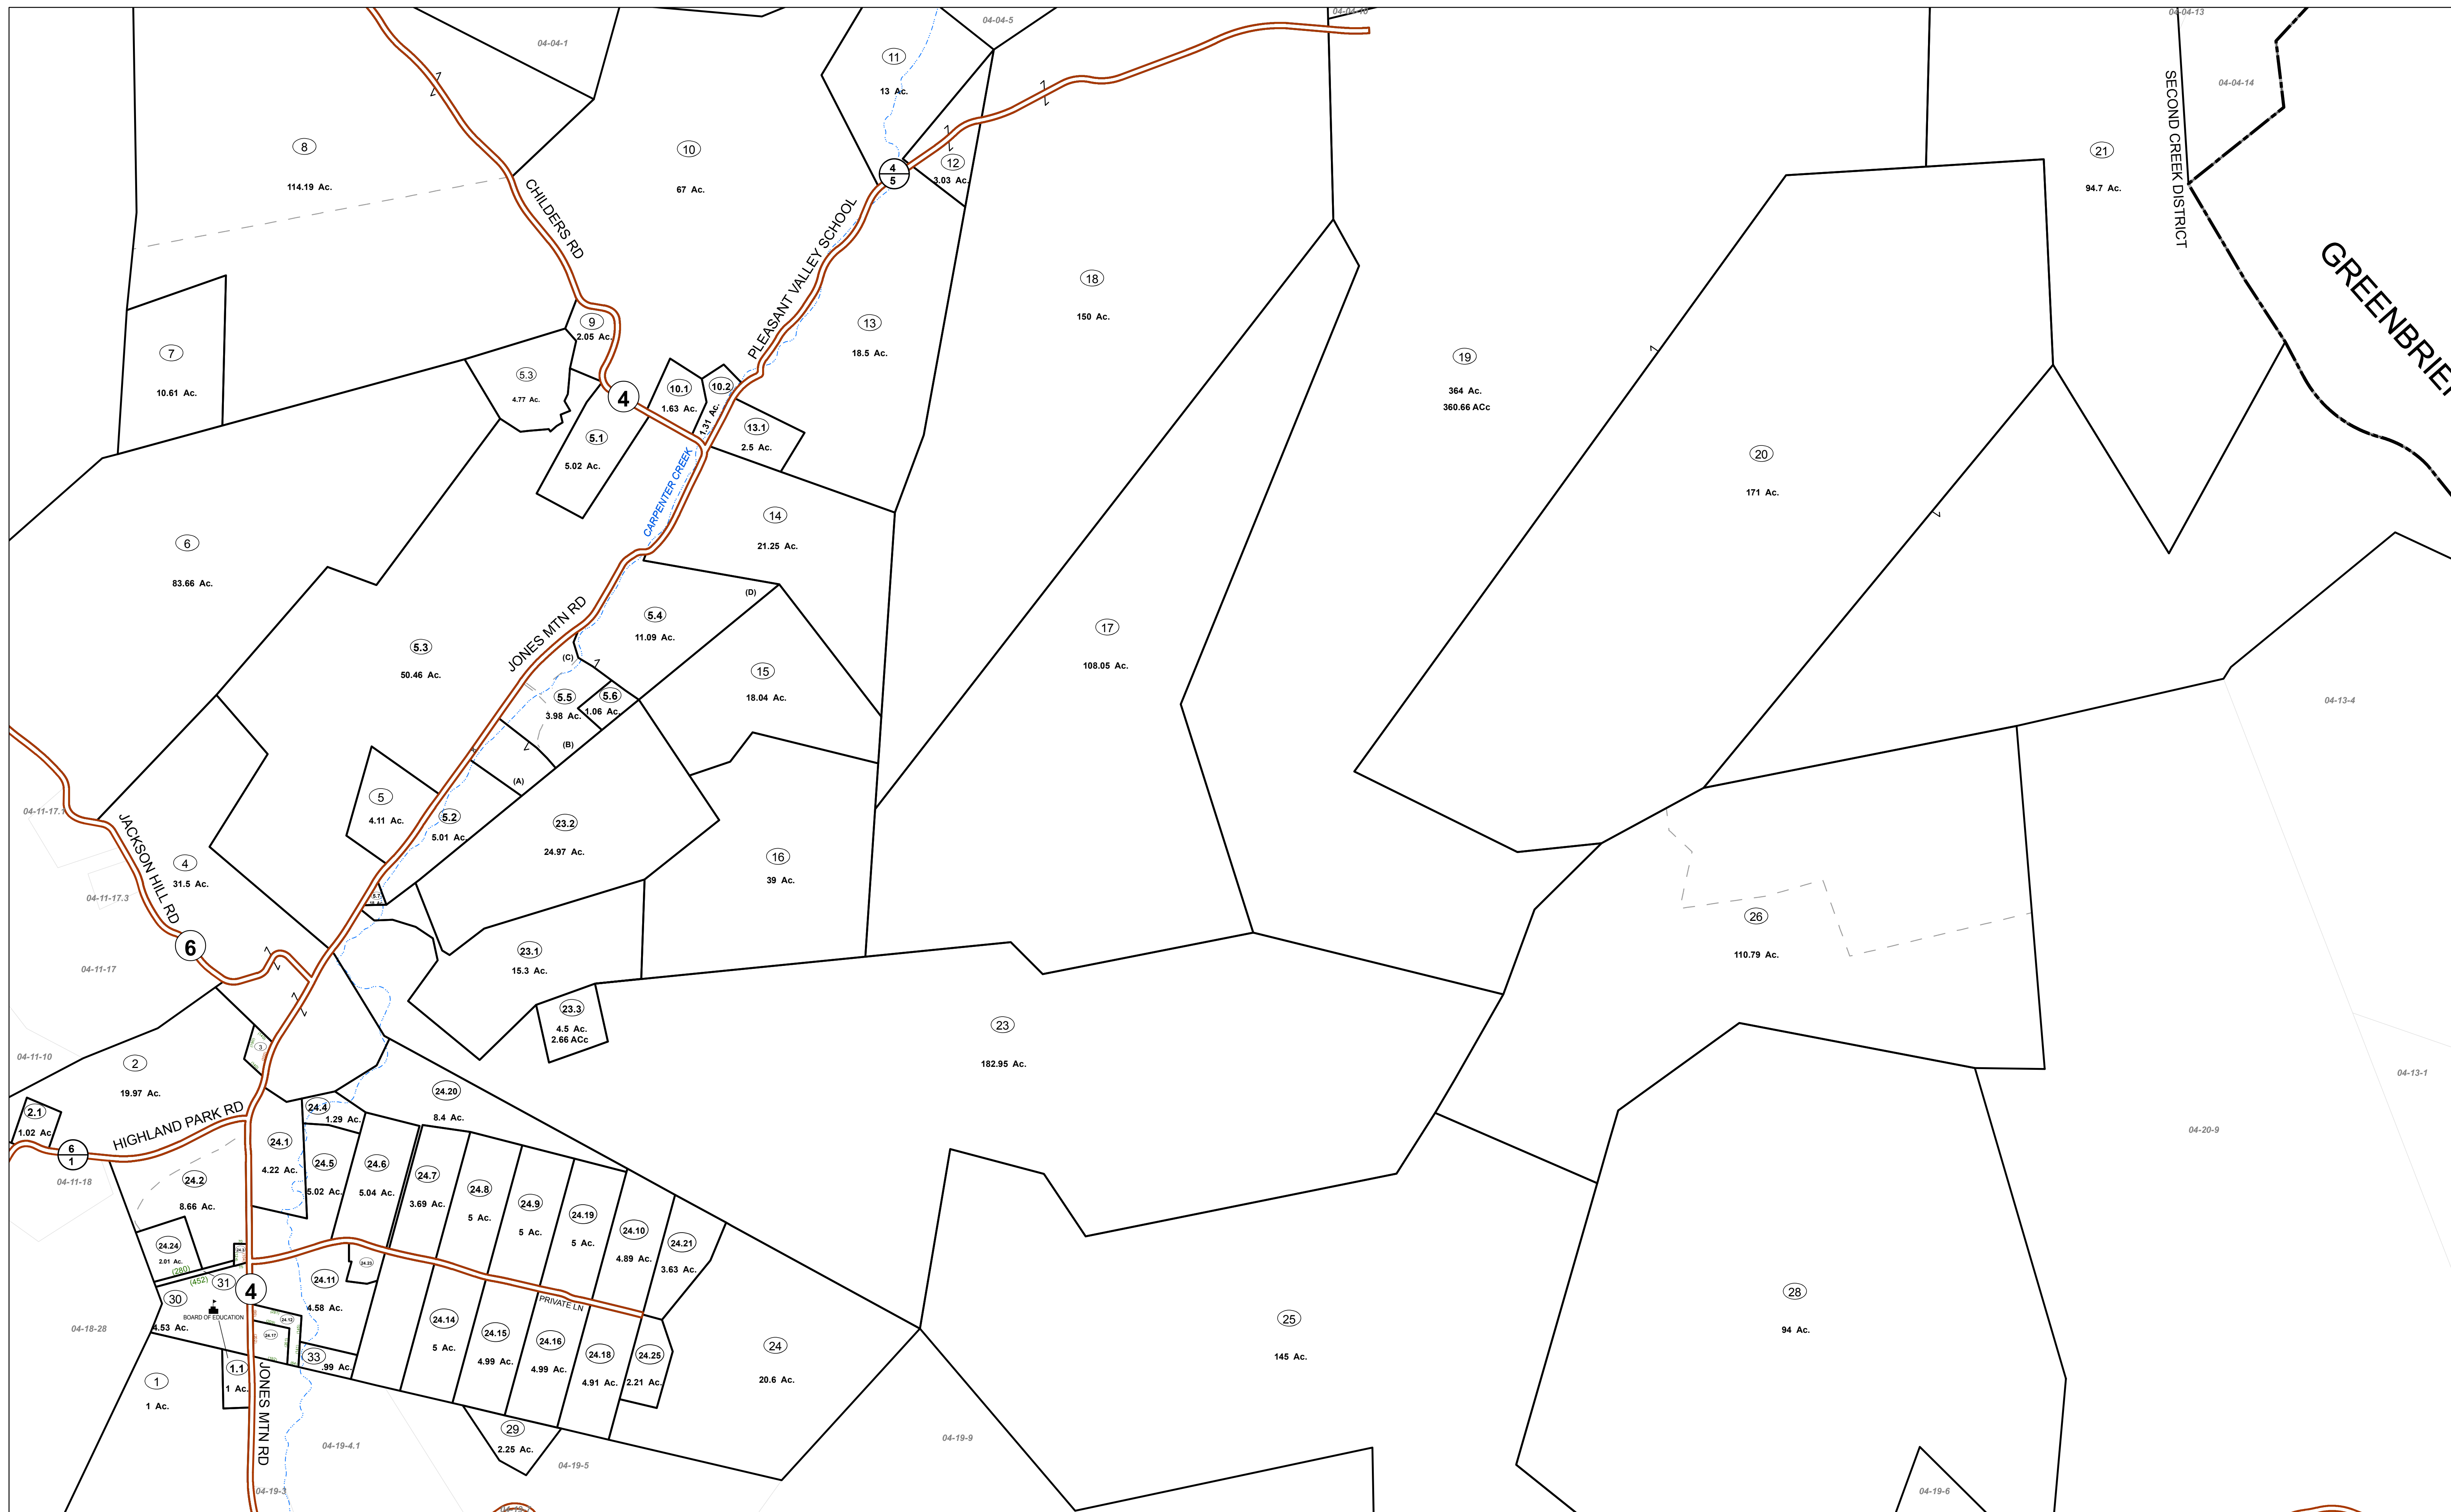 04-04-1
04-04-5
04-04-10
04-04-13
04-04-14
SECOND CREEK DISTRICT
GREENBRIER
11
13 Ac.
8
114.19 Ac.
10
67 Ac.
4
5
12
3.03 Ac.
21
94.7 Ac.
CHILDERS RD
PLEASANT VALLEY SCHOOL
18
150 Ac.
7
10.61 Ac.
9
2.05 Ac.
13
18.5 Ac.
19
364 Ac.
360.66 ACc
5.3
4.77 Ac.
4
10.1
1.63 Ac.
10.2
1.31 Ac.
13.1
2.5 Ac.
5.1
5.02 Ac.
20
171 Ac.
CARPENTER CREEK
14
21.25 Ac.
6
83.66 Ac.
JONES MTN RD
5.4
11.09 Ac.
(D)
17
108.05 Ac.
5.3
50.46 Ac.
(C)
15
18.04 Ac.
5.5
3.98 Ac.
5.6
1.06 Ac.
(B)
(A)
04-13-4
5
4.11 Ac.
5.2
5.01 Ac.
23.2
24.97 Ac.
16
39 Ac.
04-11-17.1
JACKSON HILL RD
4
31.5 Ac.
04-11-17.3
5.7
6
04-11-17
23.1
15.3 Ac.
26
110.79 Ac.
23.3
4.5 Ac.
2.66 ACc
23
182.95 Ac.
04-11-10
3
2
19.97 Ac.
04-13-1
2.1
1.02 Ac.
HIGHLAND PARK RD
6
1
04-11-18
24.20
8.4 Ac.
24.4
1.29 Ac.
24.1
4.22 Ac.
24.5
5.02 Ac.
24.6
5.04 Ac.
24.7
3.69 Ac.
24.8
5 Ac.
24.9
5 Ac.
24.19
5 Ac.
24.10
4.89 Ac.
24.21
3.63 Ac.
04-20-9
24.2
8.66 Ac.
24.24
2.01 Ac.
(280)
(452)
31
4
30
4.53 Ac.
BOARD OF EDUCATION
24.23
24.11
4.58 Ac.
24.12
24.17
33
.99 Ac.
PRIVATE LN
24.14
5 Ac.
24.15
4.99 Ac.
24.16
4.99 Ac.
24.18
4.91 Ac.
24.25
2.21 Ac.
24
20.6 Ac.
25
145 Ac.
28
94 Ac.
04-18-28
1
1 Ac.
1.1
1 Ac.
JONES MTN RD
29
2.25 Ac.
04-19-4.1
04-19-5
04-19-9
04-19-3
04-19-6